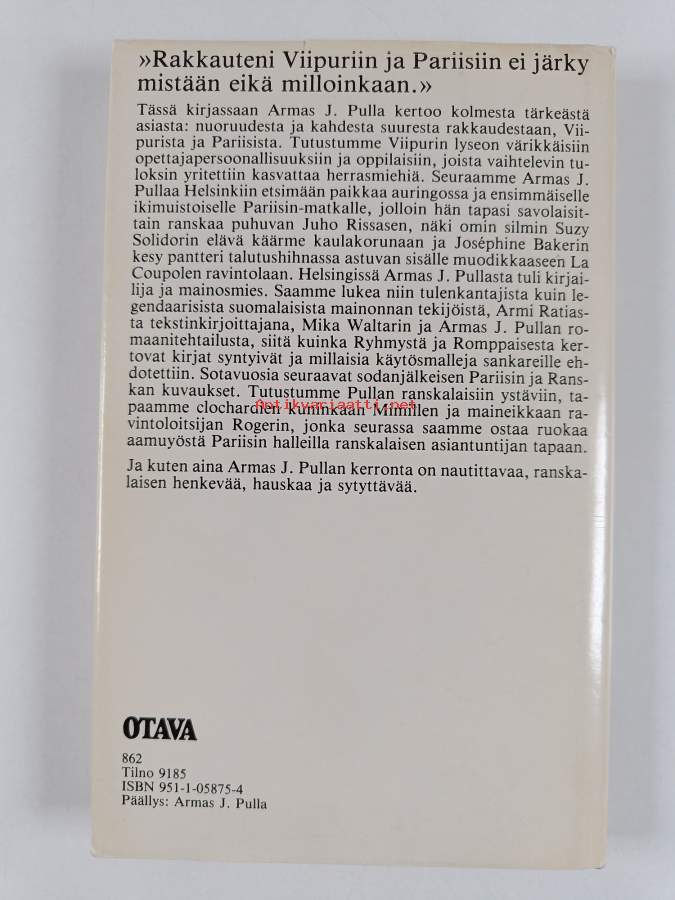 »Rakkauteni Viipuriin ja Pariisiin ei järky
mistään eikä milloinkaan.»
Tässä kirjassaan Armas J. Pulla kertoo kolmesta tärkeästä
asiasta: nuoruudesta ja kahdesta suuresta rakkaudestaan, Vii-
purista ja Pariisista. Tutustumme Viipurin lyseon värikkäisiin
opettajapersoonallisuuksiin ja oppilaisiin, joista vaihtelevin tu-
loksin yritettiin kasvattaa herrasmiehiä. Seuraamme Armas J.
Pullaa Helsinkiin etsimään paikkaa auringossa ja ensimmäiselle
ikimuistoiselle Pariisin-matkalle, jolloin hän tapasi savolaisit-
tain ranskaa puhuvan Juho Rissasen, näki omin silmin Suzy
Solidorin elävä käärme kaulakorunaan ja Joséphine Bakerin
kesy pantteri talutushihnassa astuvan sisälle muodikkaaseen La
Coupolen ravintolaan. Helsingissä Armas J. Pullasta tuli kirjai-
lija ja mainosmies. Saamme lukea niin tulenkantajista kuin le-
gendaarisista suomalaisista mainonnan tekijöistä, Armi Ratias-
ta tekstinkirjoittajana, Mika Waltarin ja Armas J. Pullan ro-
maanitehtailusta, siitä kuinka Ryhmystä ja Romppaisesta ker-
tovat kirjat syntyivät ja millaisia käytösmalleja sankareille eh-
dotettiin. Sotavuosia seuraavat sodanjälkeisen Pariisin ja Rans-
kan kuvaukset. Tutustumme Pullan ranskalaisiin ystäviin, ta-
paamme clochardien kuninkaan Mimilen ja maineikkaan ra-
vintoloitsijan Rogerin, jonka seurassa saamme ostaa ruokaa
aamuyöstä Pariisin halleilla ranskalaisen asiantuntijan tapaan.
Ja kuten aina Armas J. Pullan kerronta on nautittavaa, ranska-
laisen henkevää, hauskaa ja sytyttävää.
Antikvariaatti.net
OTAVA
862
Tilno 9185
ISBN 951-1-05875-4
Päällys: Armas J. Pulla